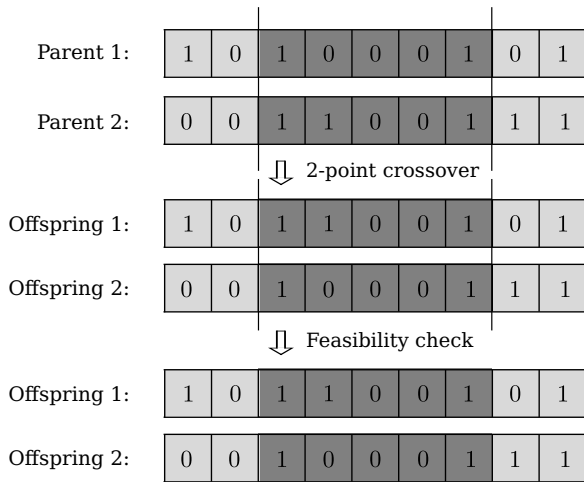 Parent 1: 1 0 1 0 0 0 1 0 1
Parent 2: 0 0 1 1 0 0 1 1 1
2-point crossover
Offspring 1: 1 0 1 1 0 0 1 0 1
Offspring 2: 0 0 1 0 0 0 1 1 1
Feasibility check
Offspring 1: 1 0 1 1 0 0 1 0 1
Offspring 2: 0 0 1 0 0 0 1 1 1